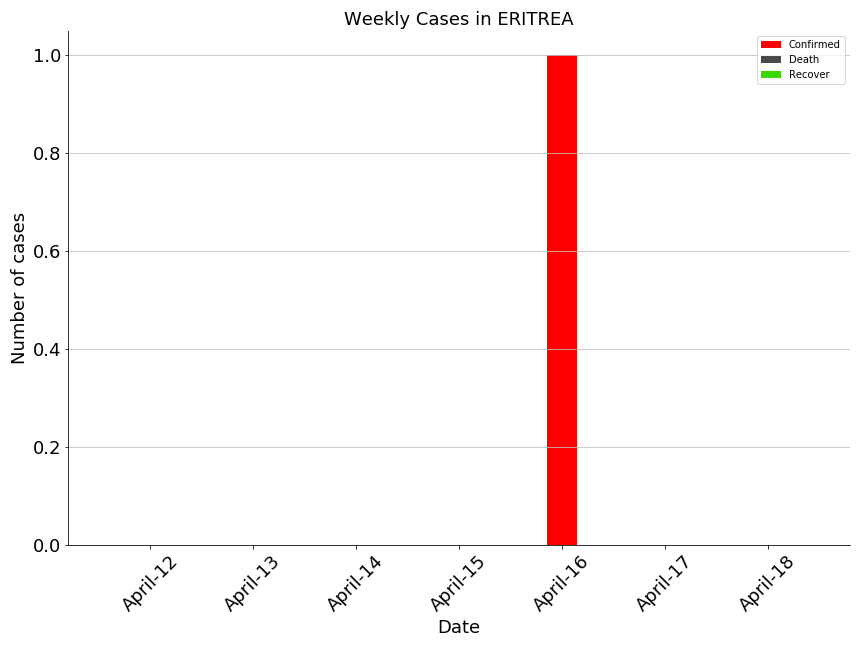 Weekly Cases in ERITREA
Confirmed
Death
Recover
1.0
0.8
0.6
0.4
0.2
0.0
Number of cases
April-12
April-13
April-14
April-15
April-16
April-17
April-18
Date